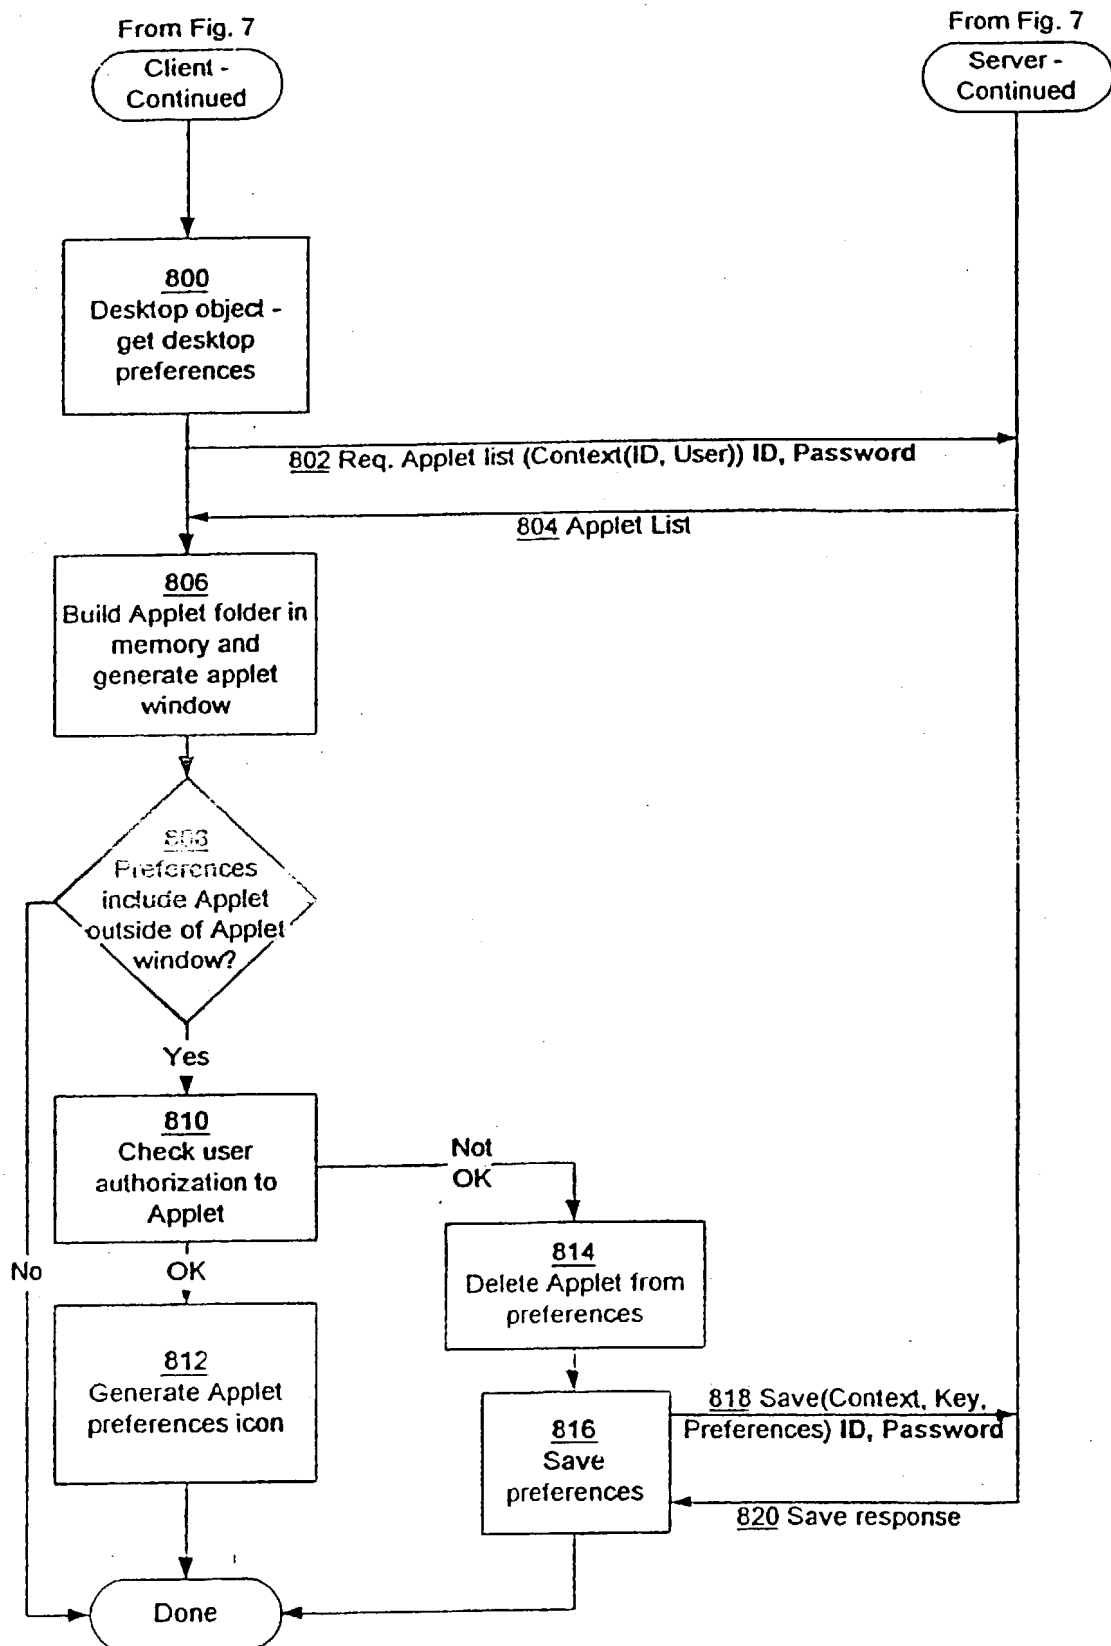 From Fig. 7
Client -
Continued
From Fig. 7
Server -
Continued
800
Desktop object -
get desktop
preferences
802 Req. Applet list (Context(ID, User)) ID, Password
804 Applet List
806
Build Applet folder in
memory and
generate applet
window
808
Preferences
include Applet
outside of Applet
window?
Yes
810
Check user
authorization to
Applet
Not
OK
No
OK
814
Delete Applet from
preferences
812
Generate Applet
preferences icon
816
Save
preferences
818 Save(Context, Key,
Preferences) ID, Password
820 Save response
Done